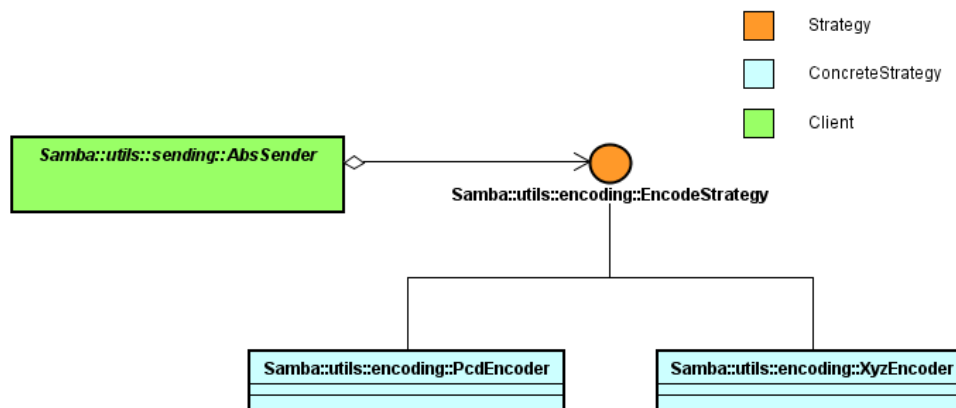 Strategy
ConcreteStrategy
Client
Samba::utils::sending::AbsSender
Samba::utils::encoding::EncodeStrategy
Samba::utils::encoding::PcdEncoder
Samba::utils::encoding::XyzEncoder